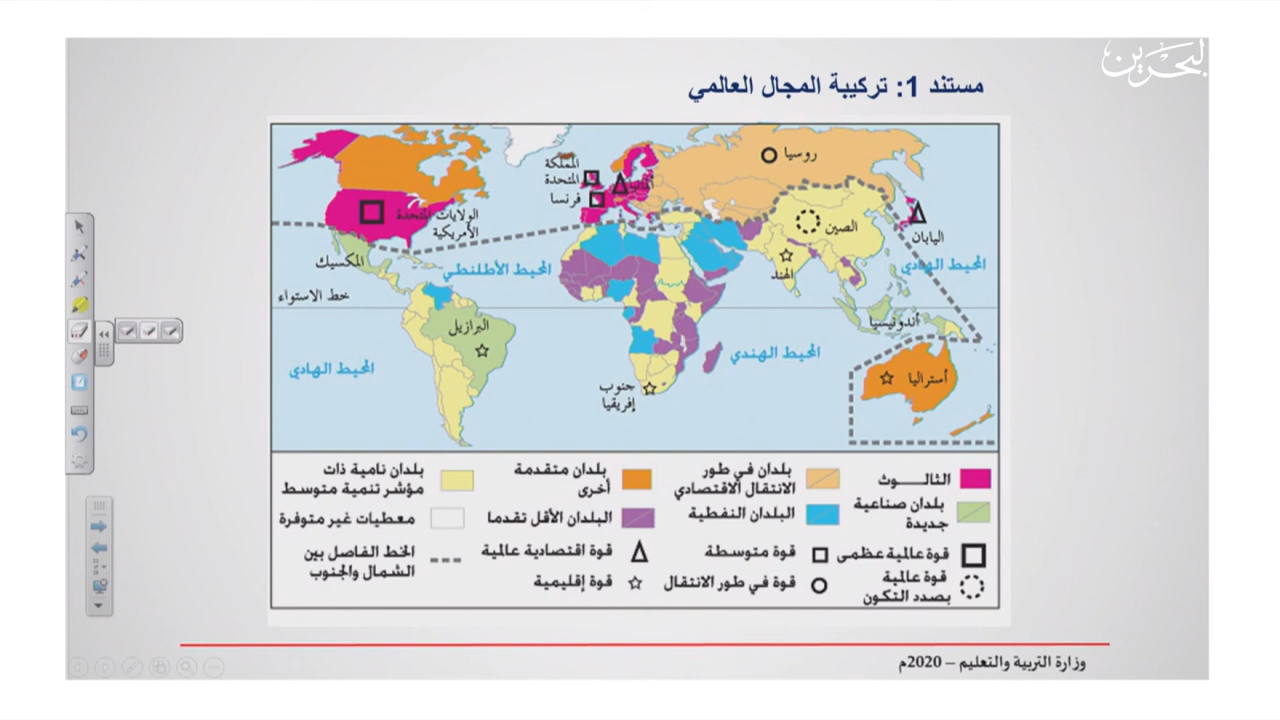 البحرين
مستند 1: تركيبة المجال العالمي
روسيا
المملكة
المتحدة
ألمانيا
فرنسا
الولايات المتحدة
الأمريكية
الصين
اليابان
المكسيك
المحيط الأطلنطي
الهند
المحيط الهادي
خط الاستواء
البرازيل
أندونيسيا
المحيط الهندي
المحيط الهادي
أستراليا
جنوب
إفريقيا
الثالـــوث
بلدان في طور
الانتقال الاقتصادي
بلدان متقدمة
أخرى
بلدان نامية ذات
مؤشر تنمية متوسط
بلدان صناعية
جديدة
البلدان النفطية
البلدان الأقل تقدما
معطيات غير متوفرة
قوة عالمية عظمى
قوة متوسطة
قوة اقتصادية عالمية
الخط الفاصل بين
الشمال والجنوب
قوة عالمية
بصدد التكون
قوة في طور الانتقال
قوة إقليمية
وزارة التربية والتعليم – 2020م